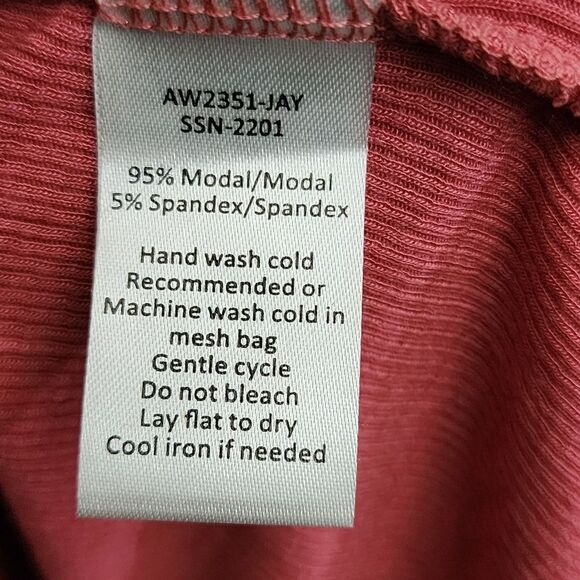 AW2351-JAY
SSN-2201
95% Modal/Modal
5% Spandex/Spandex
Hand wash cold
Recommended or
Machine wash cold in
mesh bag
Gentle cycle
Do not bleach
Lay flat to dry
Cool iron if needed